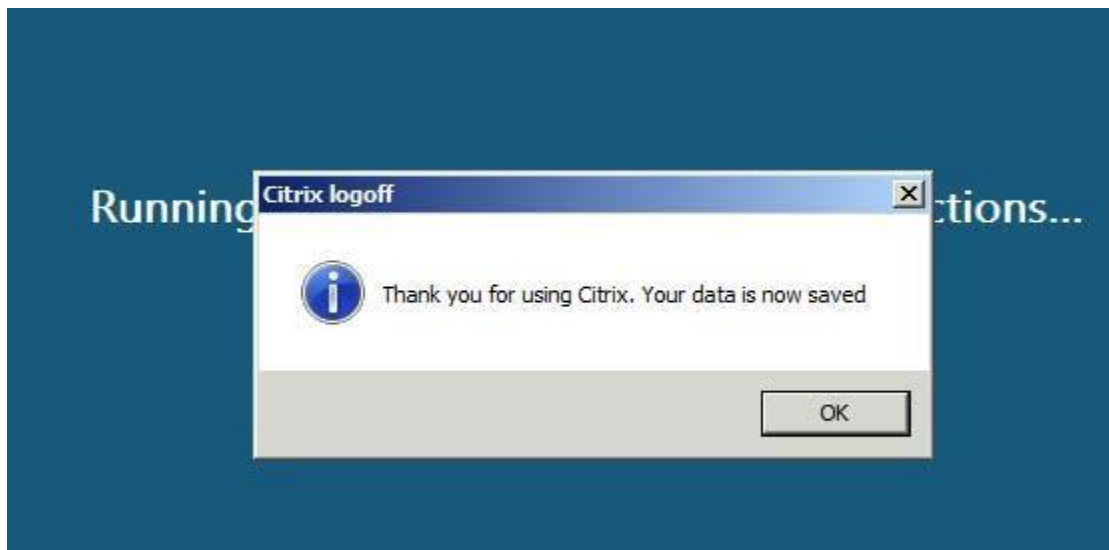 Citrix logoff
Running ctions...
Thank you for using Citrix. Your data is now saved
OK